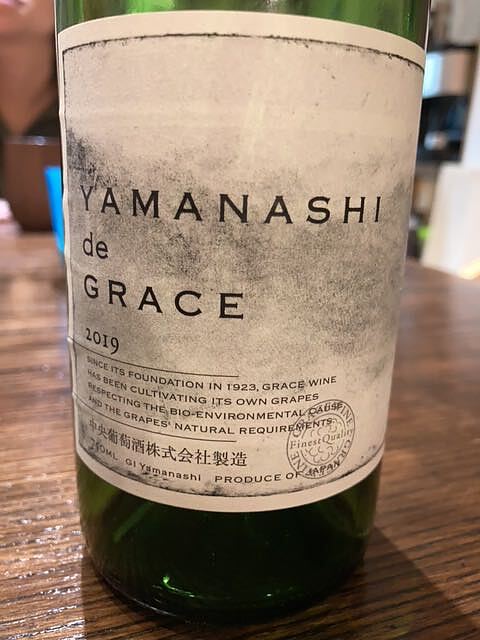 YAMANASHI
de
GRACE
2019
SINCE ITS FOUNDATION IN 1923, GRACE WINE
HAS BEEN CULTIVATING ITS OWN GRAPES
RESPECTING THE BIO-ENVIRONMENTAL CAUSE
AND THE GRAPES' NATURAL REQUIREMENTS.
中央葡萄酒株式会社製造
750ML GI Yamanashi PRODUCE OF JAPAN
GRACE WINE
Finest Quality